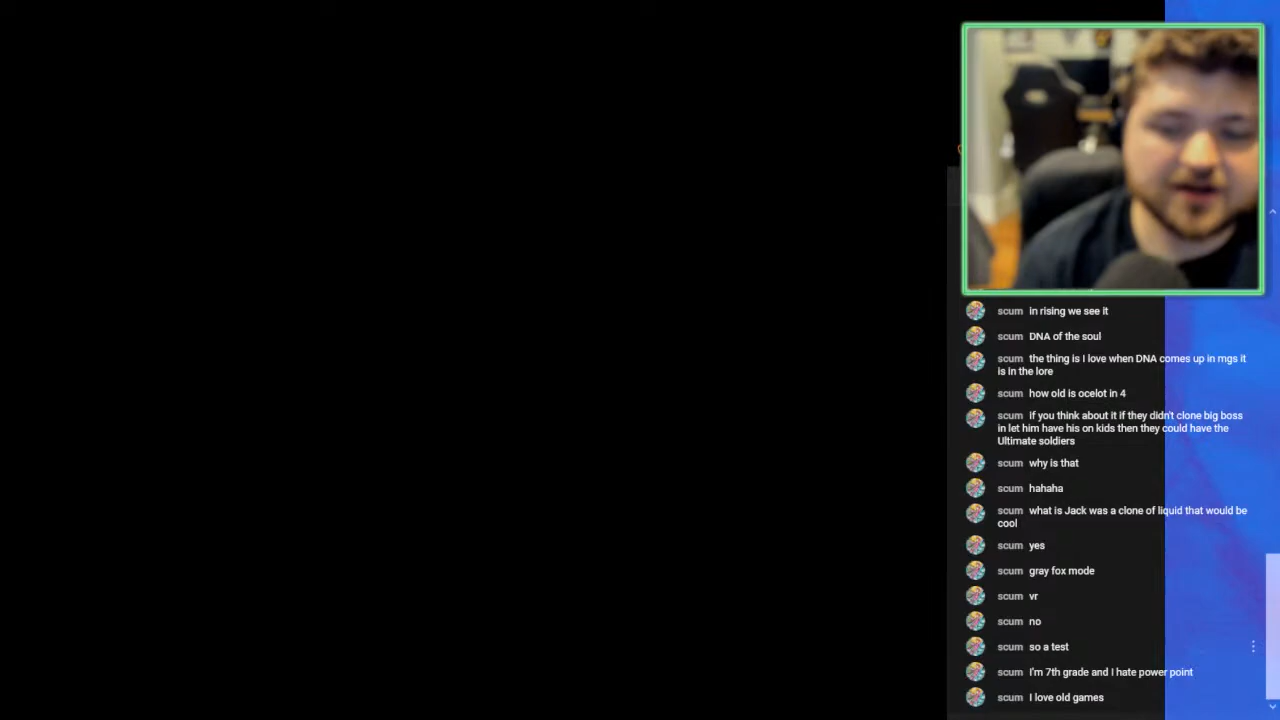 scum in rising we see it
scum DNA of the soul
scum the thing is I love when DNA comes up in mgs it
is in the lore
scum how old is ocelot in 4
scum if you think about it if they didn't clone big boss
in let him have his on kids then they could have the
Ultimate soldiers
scum why is that
scum hahaha
scum what is Jack was a clone of liquid that would be
cool
scum yes
scum gray fox mode
scum vr
scum no
scum so a test
scum I'm 7th grade and I hate power point
scum I love old games